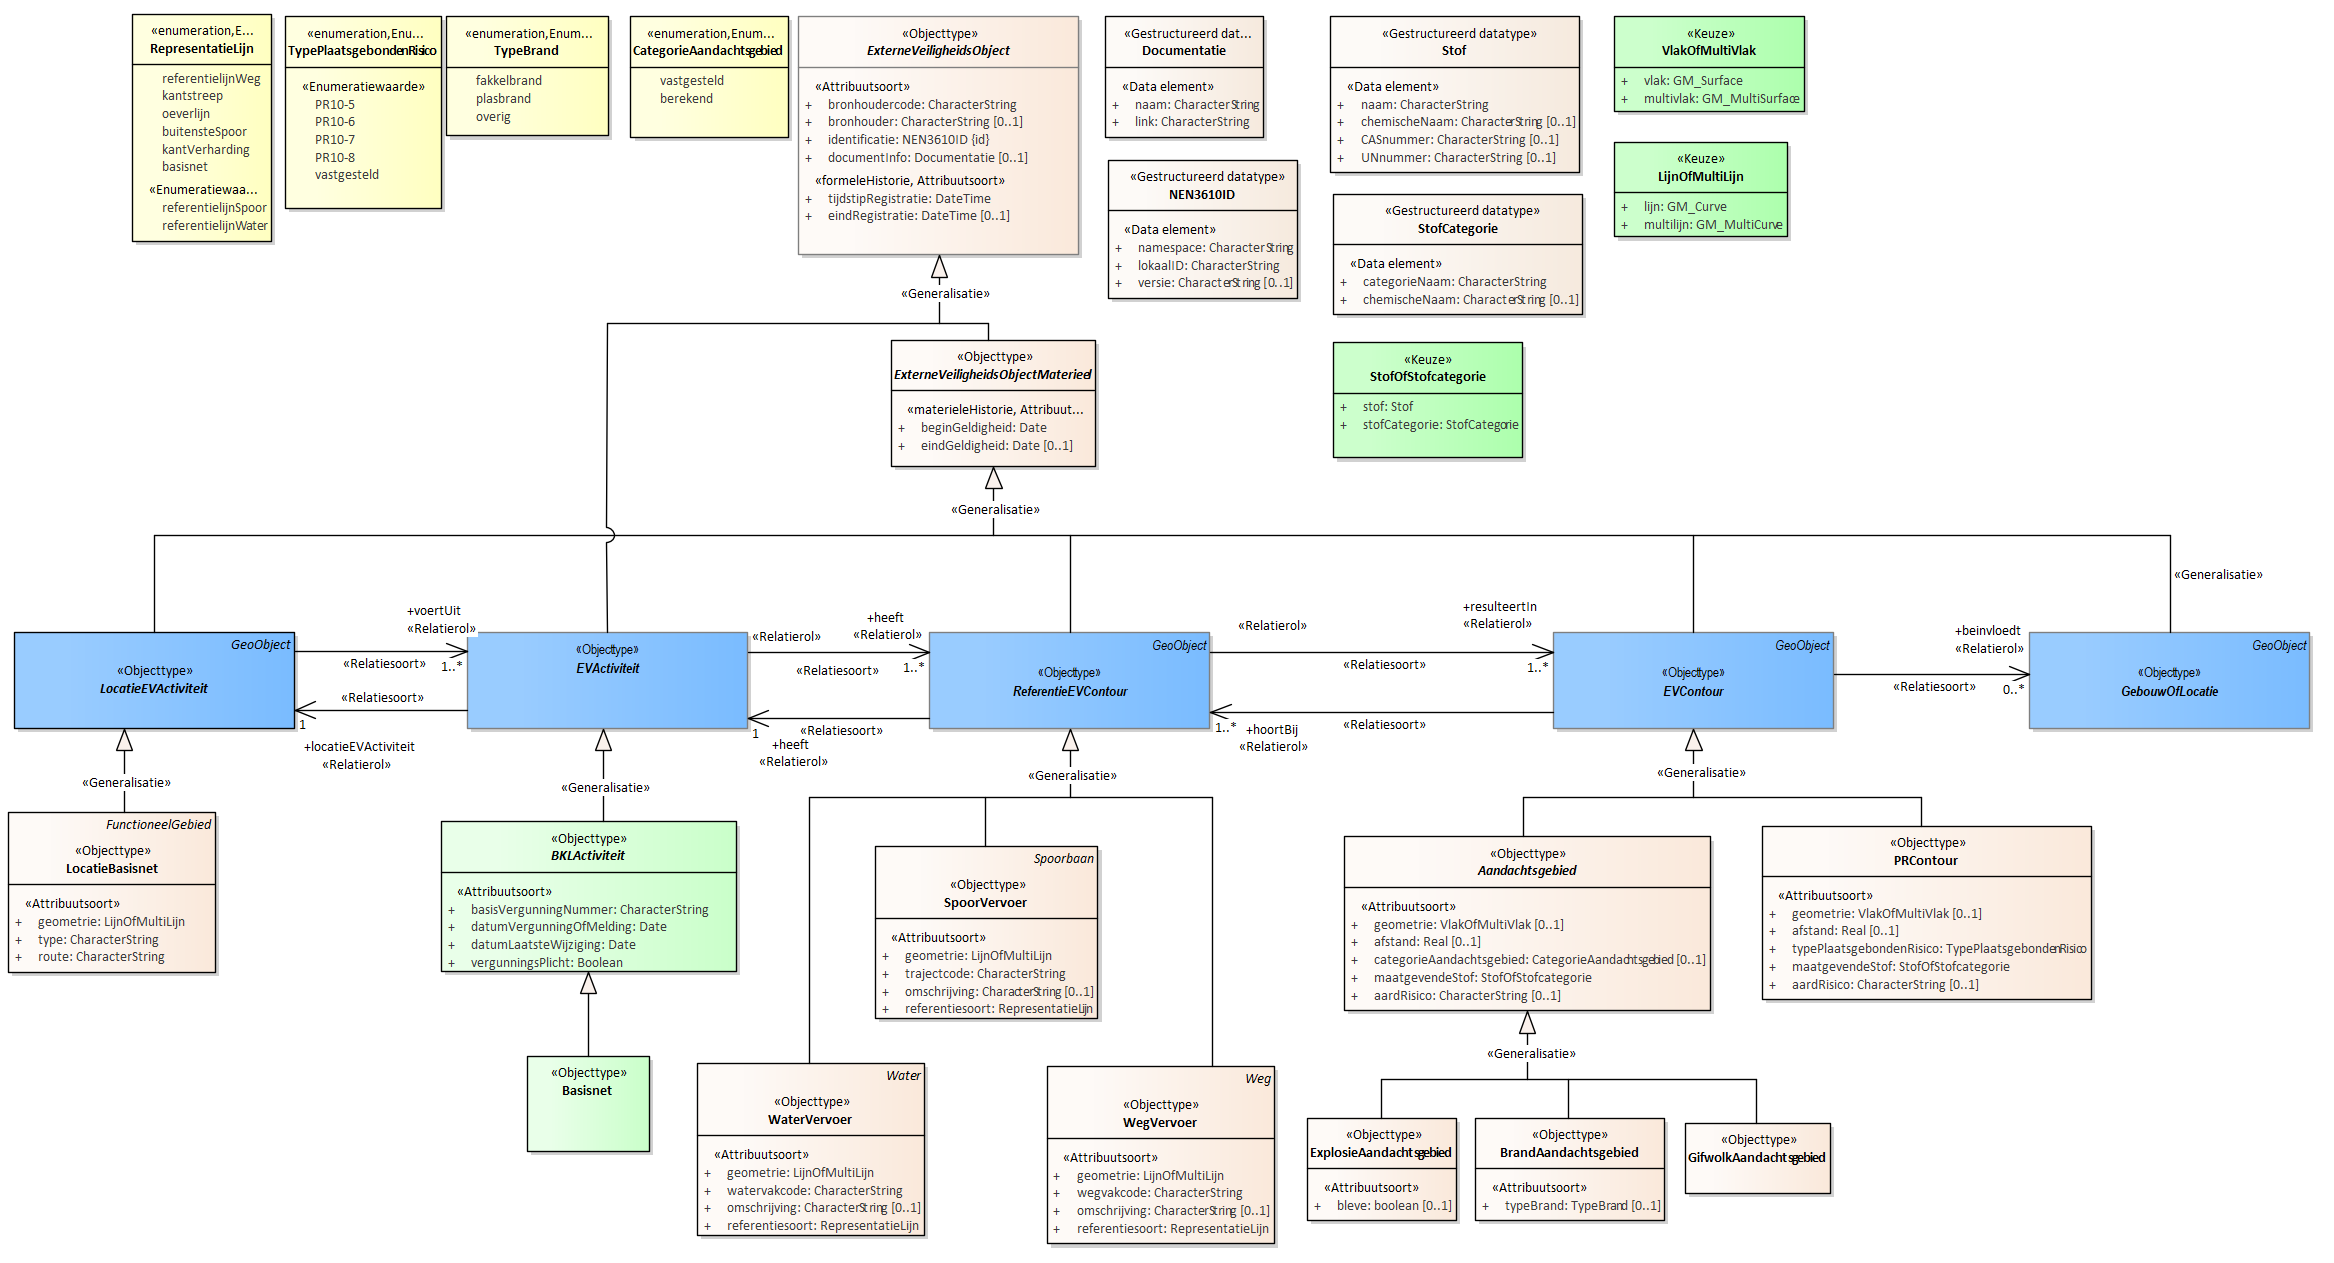 «enumeration,E...
RepresentatieLijn
referentielijnWeg
kantstreep
oeverlijn
buitensteSpoor
kantVerharding
basisnet
«Enumeratiewaa...
referentielijnSpoor
referentielijnWater
«enumeration,Enu...
TypePlaatsgebondenRisico
«Enumeratiewaarde»
PR10-5
PR10-6
PR10-7
PR10-8
vastgesteld
«enumeration,Enum...
TypeBrand
fakkelbrand
plasbrand
overig
«enumeration,Enum...
CategorieAandachtsgebied
vastgesteld
berekend
«Objecttype»
ExterneVeiligheidsObject
«Attribuutsoort»
+ bronhoudercode: CharacterString
+ bronhouder: CharacterString [0..1]
+ identificatie: NEN3610ID {id}
+ documentInfo: Documentatie [0..1]
«formeleHistorie, Attribuutsoort»
+ tijdstipRegistratie: DateTime
+ eindRegistratie: DateTime [0..1]
«Gestructureerd dat...
Documentatie
«Data element»
+ naam: CharacterString
+ link: CharacterString
«Gestructureerd datatype»
NEN3610ID
«Data element»
+ namespace: CharacterString
+ lokaalID: CharacterString
+ versie: CharacterString [0..1]
«Gestructureerd datatype»
Stof
«Data element»
+ naam: CharacterString
+ chemischeNaam: CharacterString [0..1]
+ CASnummer: CharacterString [0..1]
+ UNnummer: CharacterString [0..1]
«Gestructureerd datatype»
StofCategorie
«Data element»
+ categorieNaam: CharacterString
+ chemischeNaam: CharacterString [0..1]
«Keuze»
StofOfStofcategorie
+ stof: Stof
+ stofCategorie: StofCategorie
«Keuze»
VlakOfMultiVlak
+ vlak: GM_Surface
+ multivlak: GM_MultiSurface
«Keuze»
LijnOfMultiLijn
+ lijn: GM_Curve
+ multilijn: GM_MultiCurve
«Generalisatie»
«Objecttype»
ExterneVeiligheidsObjectMaterieel
«materieleHistorie, Attribuut...
+ beginGeldigheid: Date
+ eindGeldigheid: Date [0..1]
«Generalisatie»
«Generalisatie»
GeoObject
«Objecttype»
LocatieEVActiviteit
+voertUit
«Relatierol»
«Relatiesoort»
1..*
«Relatiesoort»
1
+locatieEVActiviteit
«Relatierol»
«Objecttype»
EVActiviteit
«Relatierol»
+heeft
«Relatierol»
«Relatiesoort»
1..*
«Relatiesoort»
1
+heeft
«Relatierol»
GeoObject
«Objecttype»
ReferentieEVContour
«Relatierol»
+resulteertIn
«Relatierol»
«Relatiesoort»
1..*
1..*
«Relatiesoort»
+hoortBij
«Relatierol»
GeoObject
«Objecttype»
EVContour
+beinvloedt
«Relatierol»
«Relatiesoort»
0..*
GeoObject
«Objecttype»
GebouwOfLocatie
«Generalisatie»
«Generalisatie»
«Generalisatie»
«Generalisatie»
FunctioneelGebied
«Objecttype»
LocatieBasisnet
«Attribuutsoort»
+ geometrie: LijnOfMultiLijn
+ type: CharacterString
+ route: CharacterString
«Objecttype»
BKLActiviteit
«Attribuutsoort»
+ basisVergunningNummer: CharacterString
+ datumVergunningOfMelding: Date
+ datumLaatsteWijziging: Date
+ vergunningsPlicht: Boolean
«Objecttype»
Basisnet
Spoorbaan
«Objecttype»
SpoorVervoer
«Attribuutsoort»
+ geometrie: LijnOfMultiLijn
+ trajectcode: CharacterString
+ omschrijving: CharacterString [0..1]
+ referentiesoort: RepresentatieLijn
Water
«Objecttype»
WaterVervoer
«Attribuutsoort»
+ geometrie: LijnOfMultiLijn
+ watervakcode: CharacterString
+ omschrijving: CharacterString [0..1]
+ referentiesoort: RepresentatieLijn
Weg
«Objecttype»
WegVervoer
«Attribuutsoort»
+ geometrie: LijnOfMultiLijn
+ wegvakcode: CharacterString
+ omschrijving: CharacterString [0..1]
+ referentiesoort: RepresentatieLijn
«Objecttype»
Aandachtsgebied
«Attribuutsoort»
+ geometrie: VlakOfMultiVlak [0..1]
+ afstand: Real [0..1]
+ categorieAandachtsgebied: CategorieAandachtsgebied [0..1]
+ maatgevendeStof: StofOfStofcategorie
+ aardRisico: CharacterString [0..1]
«Objecttype»
PRContour
«Attribuutsoort»
+ geometrie: VlakOfMultiVlak [0..1]
+ afstand: Real [0..1]
+ typePlaatsgebondenRisico: TypePlaatsgebondenRisico
+ maatgevendeStof: StofOfStofcategorie
+ aardRisico: CharacterString [0..1]
«Generalisatie»
«Objecttype»
ExplosieAandachtsgebied
«Attribuutsoort»
+ bleve: boolean [0..1]
«Objecttype»
BrandAandachtsgebied
«Attribuutsoort»
+ typeBrand: TypeBrand [0..1]
«Objecttype»
GifwolkAandachtsgebied